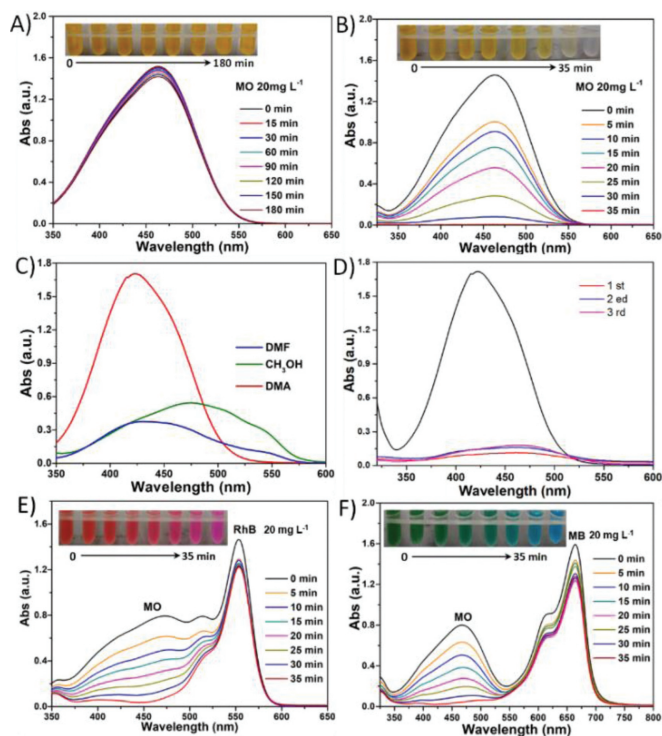 A)
2.0
1.6
1.2
0.8
0.4
0.0
Abs (a.u.)
0
180 min
MO 20mg L-1
0 min
15 min
30 min
60 min
90 min
120 min
150 min
180 min
350 400 450 500 550 600 650
Wavelength (nm)
B)
2.0
1.6
1.2
0.8
0.4
0.0
Abs (a.u.)
0
35 min
MO 20mg L-1
0 min
5 min
10 min
15 min
20 min
25 min
30 min
35 min
350 400 450 500 550 600 650
Wavelength (nm)
C)
1.8
1.5
1.2
0.9
0.6
0.3
0.0
Abs (a.u.)
DMF
CH3OH
DMA
350 400 450 500 550 600
Wavelength (nm)
D)
1.8
1.5
1.2
0.9
0.6
0.3
0.0
Abs (a.u.)
1 st
2 ed
3 rd
350 400 450 500 550 600
Wavelength (nm)
E)
1.6
1.2
0.8
0.4
0.0
Abs (a.u.)
0
35 min
RhB 20 mg L-1
MO
0 min
5 min
10 min
15 min
20 min
25 min
30 min
35 min
350 400 450 500 550 600 650 700
Wavelength (nm)
F)
2.0
1.6
1.2
0.8
0.4
0.0
Abs (a.u.)
0
35 min
MB 20 mg L-1
MO
0 min
5 min
10 min
15 min
20 min
25 min
30 min
35 min
350 400 450 500 550 600 650 700 750 800
Wavelength (nm)